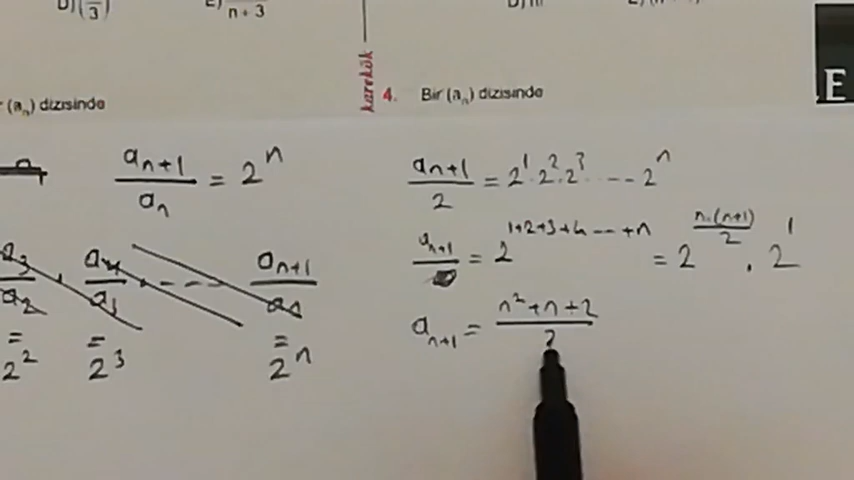 D) ( /3)
n + 3
karekök
4. Bir (aₙ) dizisinde
E
(aₙ) dizisinde
aₙ₊₁/aₙ = 2ⁿ
a₃/a₂ · a₄/a₃ ---- aₙ₊₁/aₙ
= = =
2² 2³ 2ⁿ
aₙ₊₁/2 = 2¹·2²·2³ ---- 2ⁿ
aₙ₊₁ = 2^(1+2+3+4 --- +n) = 2^(n.(n+1)/2) . 2¹
aₙ₊₁ = (n²+n+2)/2